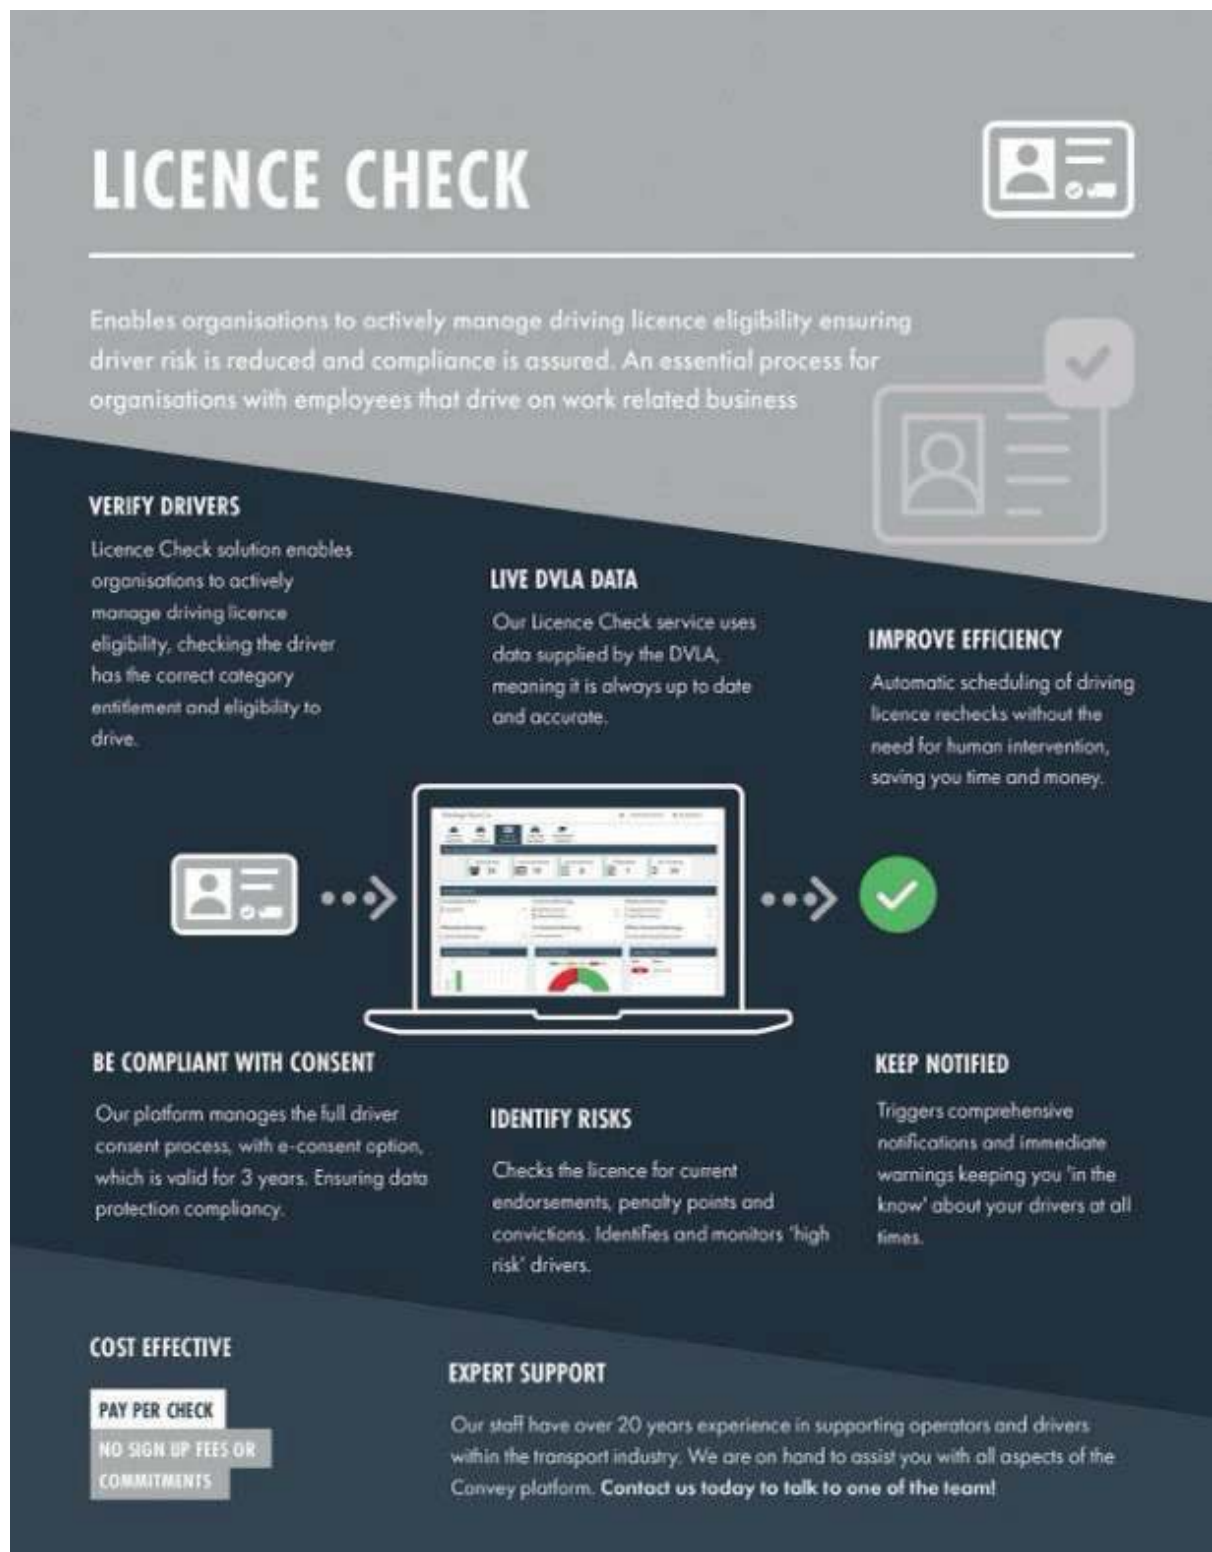 LICENCE CHECK
Enables organisations to actively manage driving licence eligibility ensuring
driver risk is reduced and compliance is assured. An essential process for
organisations with employees that drive on work related business
VERIFY DRIVERS
Licence Check solution enables
organisations to actively
manage driving licence
eligibility, checking the driver
has the correct category
entitlement and eligibility to
drive.
LIVE DVLA DATA
Our Licence Check service uses
data supplied by the DVLA,
meaning it is always up to date
and accurate.
IMPROVE EFFICIENCY
Automatic scheduling of driving
licence rechecks without the
need for human intervention,
saving you time and money.
BE COMPLIANT WITH CONSENT
Our platform manages the full driver
consent process, with e-consent option,
which is valid for 3 years. Ensuring data
protection compliancy.
IDENTIFY RISKS
Checks the licence for current
endorsements, penalty points and
convictions. Identifies and monitors 'high
risk' drivers.
KEEP NOTIFIED
Triggers comprehensive
notifications and immediate
warnings keeping you 'in the
know' about your drivers at all
times.
COST EFFECTIVE
PAY PER CHECK
NO SIGN UP FEES OR
COMMITMENTS
EXPERT SUPPORT
Our staff have over 20 years experience in supporting operators and drivers
within the transport industry. We are on hand to assist you with all aspects of the
Convey platform. Contact us today to talk to one of the team!